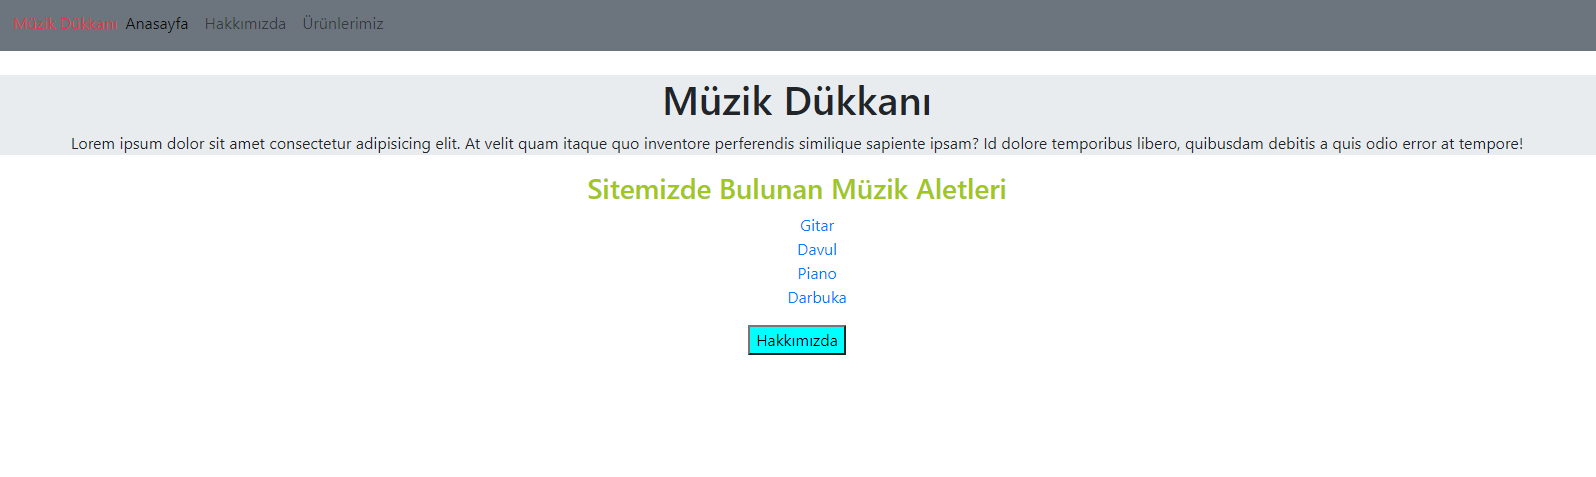 Müzik Dükkanı Anasayfa Hakkımızda Ürünlerimiz
Müzik Dükkanı
Lorem ipsum dolor sit amet consectetur adipisicing elit. At velit quam itaque quo inventore perferendis similique sapiente ipsam? Id dolore temporibus libero, quibusdam debitis a quis odio error at tempore!
Sitemizde Bulunan Müzik Aletleri
Gitar
Davul
Piano
Darbuka
Hakkımızda